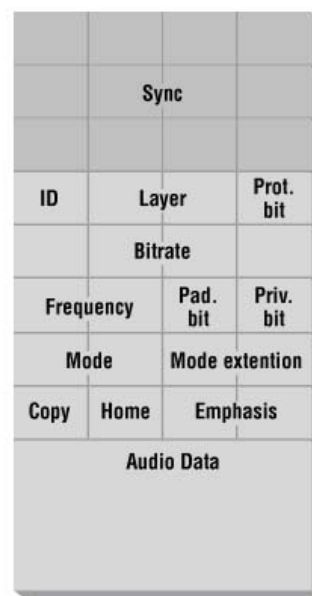 Sync
ID Layer Prot. bit
Bitrate
Frequency Pad. bit Priv. bit
Mode Mode extention
Copy Home Emphasis
Audio Data